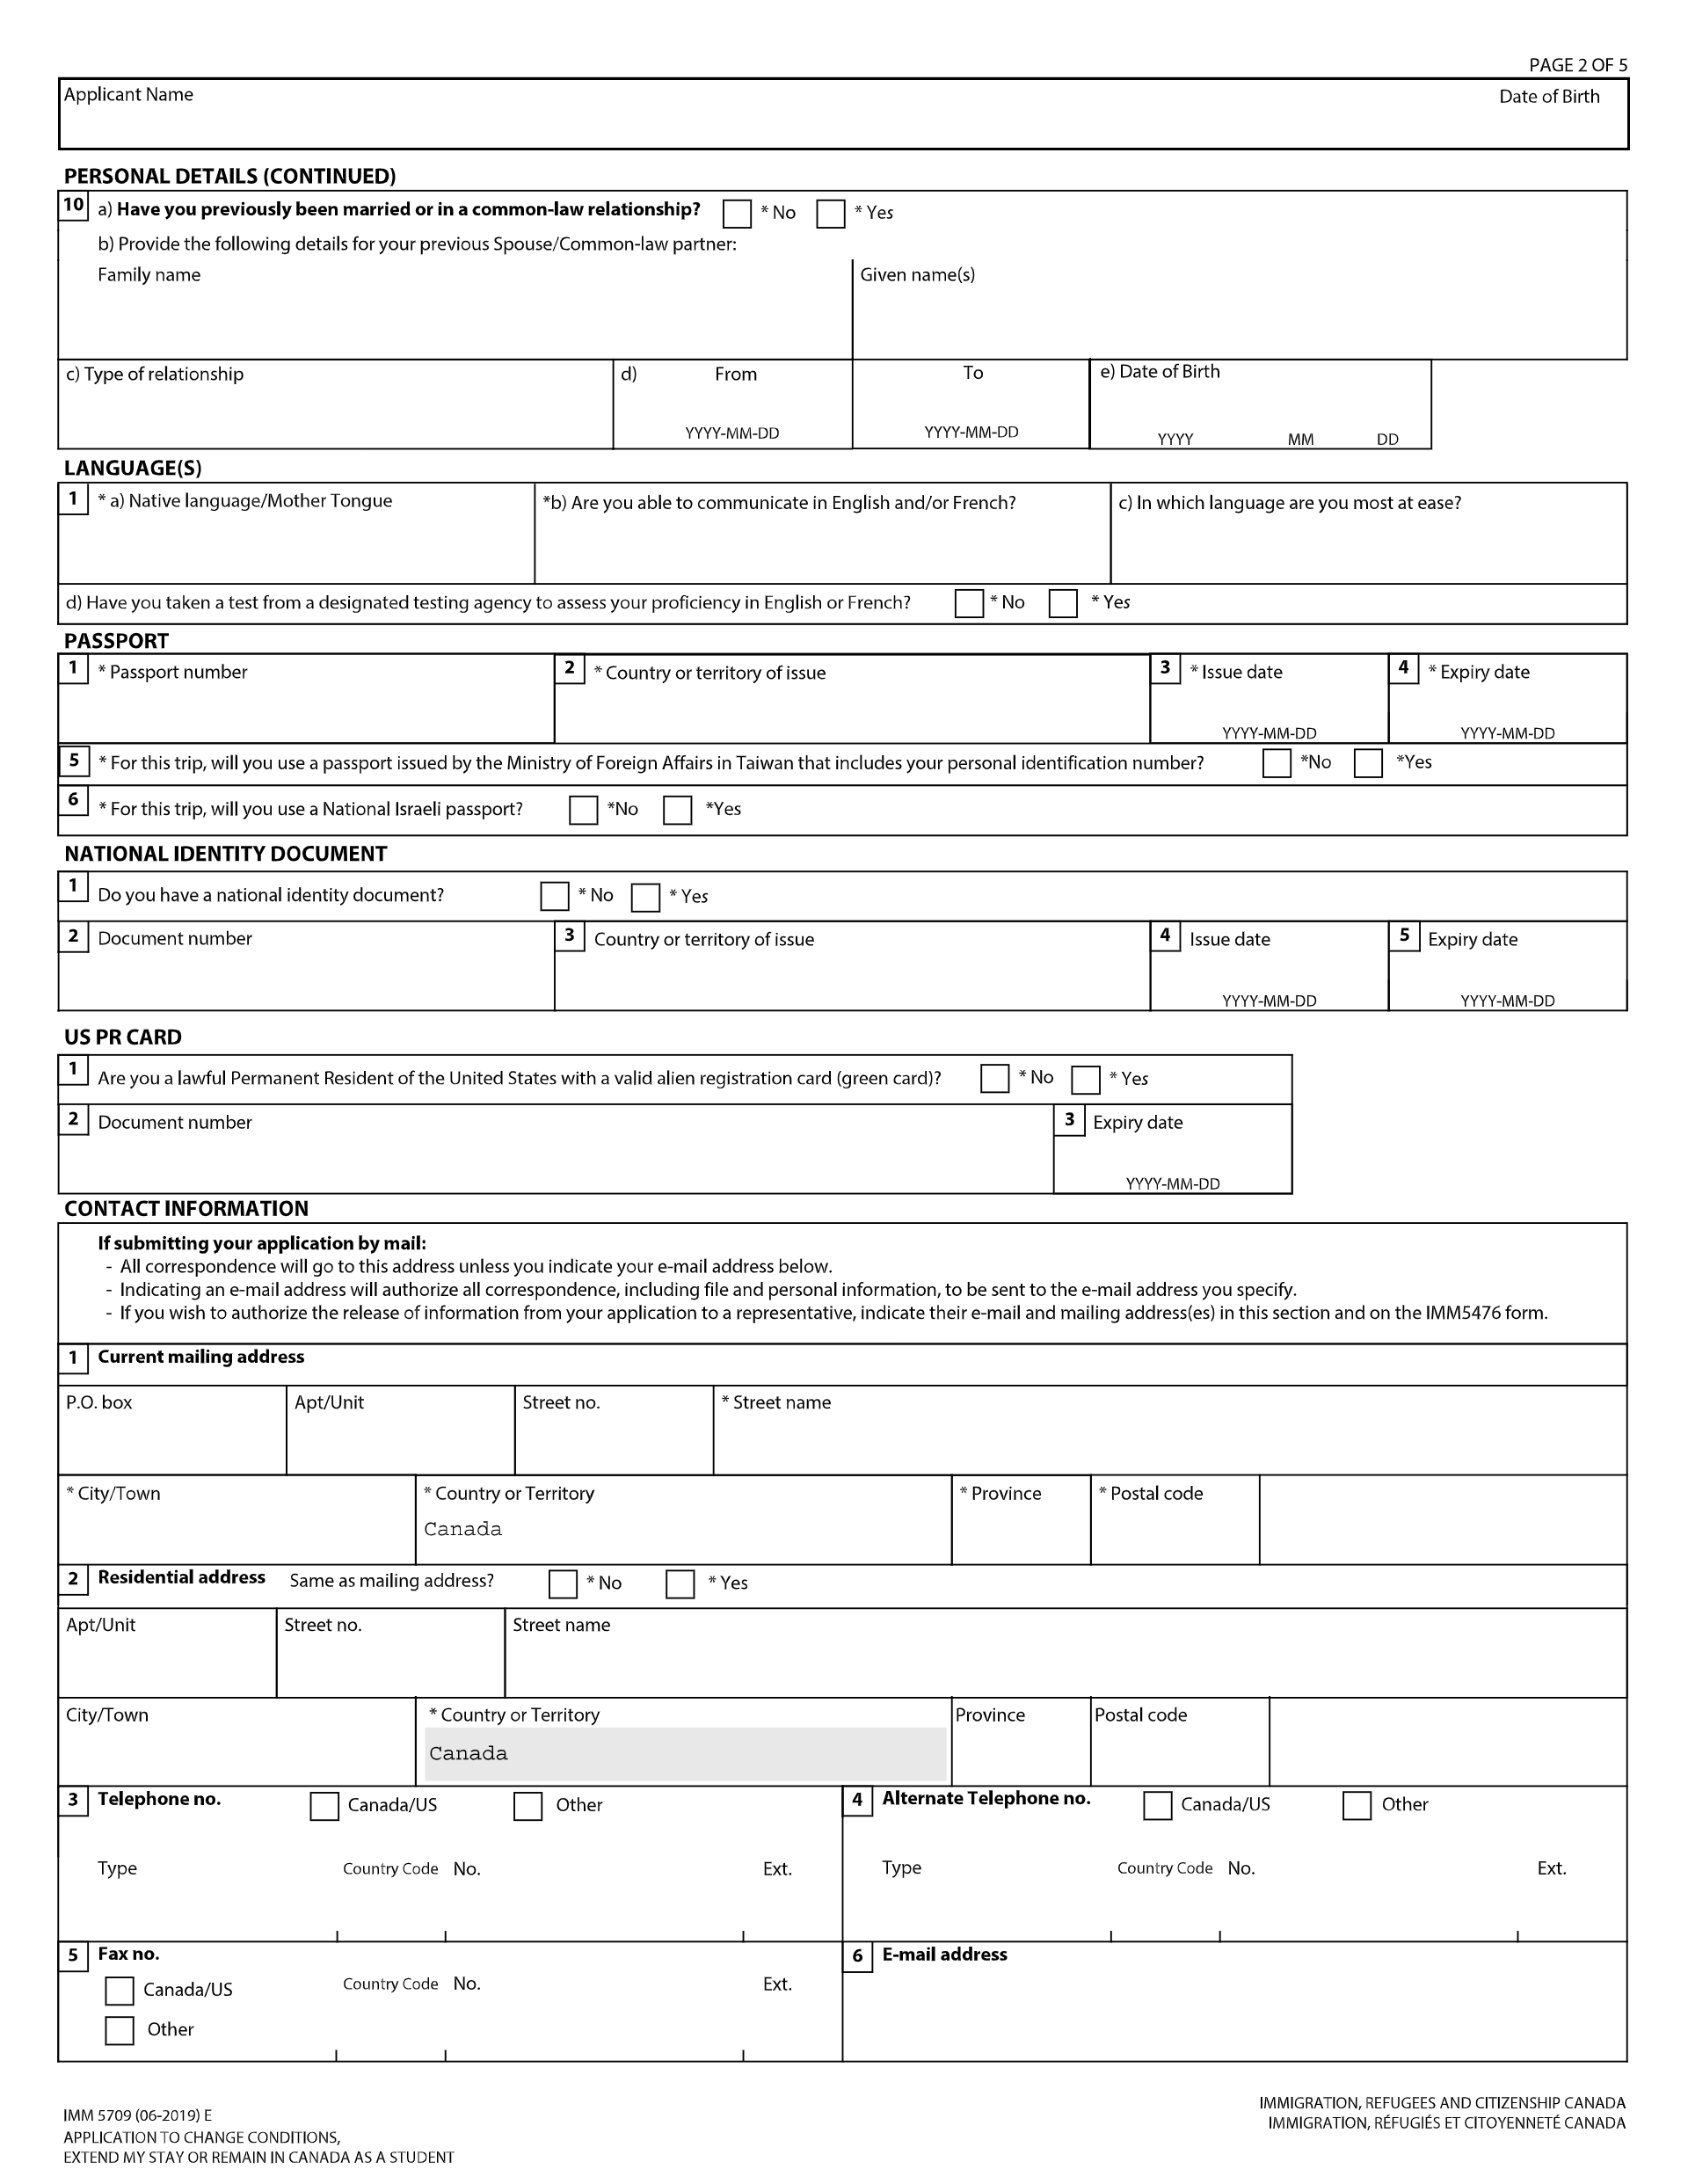 PAGE 2 OF 5
Applicant Name Date of Birth
PERSONAL DETAILS (CONTINUED)
10 a) Have you previously been married or in a common-law relationship? * No * Yes
b) Provide the following details for your previous Spouse/Common-law partner:
Family name Given name(s)
c) Type of relationship d) From To e) Date of Birth
YYYY-MM-DD YYYY-MM-DD YYYY MM DD
LANGUAGE(S)
1 * a) Native language/Mother Tongue *b) Are you able to communicate in English and/or French? c) In which language are you most at ease?
d) Have you taken a test from a designated testing agency to assess your proficiency in English or French? * No * Yes
PASSPORT
1 * Passport number 2 * Country or territory of issue 3 * Issue date 4 * Expiry date
YYYY-MM-DD YYYY-MM-DD
5 * For this trip, will you use a passport issued by the Ministry of Foreign Affairs in Taiwan that includes your personal identification number? *No *Yes
6 * For this trip, will you use a National Israeli passport? *No *Yes
NATIONAL IDENTITY DOCUMENT
1 Do you have a national identity document? * No * Yes
2 Document number 3 Country or territory of issue 4 Issue date 5 Expiry date
YYYY-MM-DD YYYY-MM-DD
US PR CARD
1 Are you a lawful Permanent Resident of the United States with a valid alien registration card (green card)? * No * Yes
2 Document number 3 Expiry date
YYYY-MM-DD
CONTACT INFORMATION
If submitting your application by mail:
- All correspondence will go to this address unless you indicate your e-mail address below.
- Indicating an e-mail address will authorize all correspondence, including file and personal information, to be sent to the e-mail address you specify.
- If you wish to authorize the release of information from your application to a representative, indicate their e-mail and mailing address(es) in this section and on the IMM5476 form.
1 Current mailing address
P.O. box Apt/Unit Street no. * Street name
* City/Town * Country or Territory * Province * Postal code
Canada
2 Residential address Same as mailing address? * No * Yes
Apt/Unit Street no. Street name
City/Town * Country or Territory Province Postal code
Canada
3 Telephone no. Canada/US Other 4 Alternate Telephone no. Canada/US Other
Type Country Code No. Ext. Type Country Code No. Ext.
5 Fax no. 6 E-mail address
Canada/US Country Code No. Ext.
Other
IMM 5709 (06-2019) E
APPLICATION TO CHANGE CONDITIONS,
EXTEND MY STAY OR REMAIN IN CANADA AS A STUDENT
IMMIGRATION, REFUGEES AND CITIZENSHIP CANADA
IMMIGRATION, RÉFUGIÉS ET CITOYENNETÉ CANADA